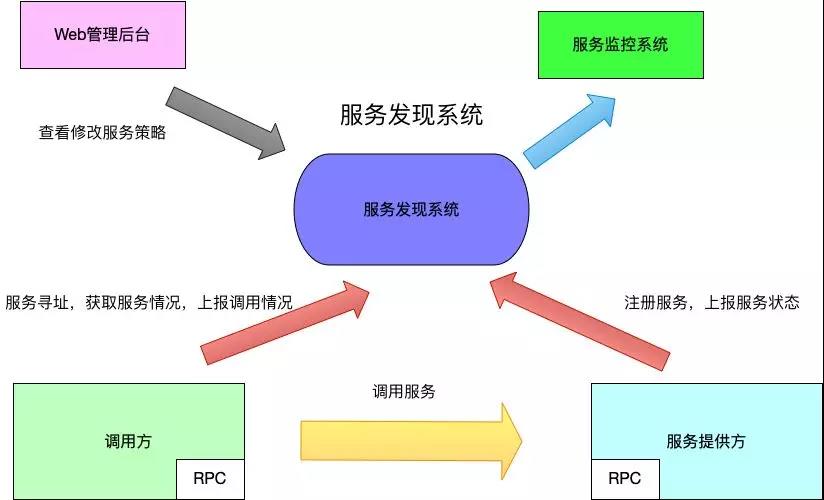 Web管理后台
服务监控系统
服务发现系统
查看修改服务策略
服务发现系统
服务寻址，获取服务情况，上报调用情况
注册服务，上报服务状态
调用服务
调用方
服务提供方
RPC
RPC